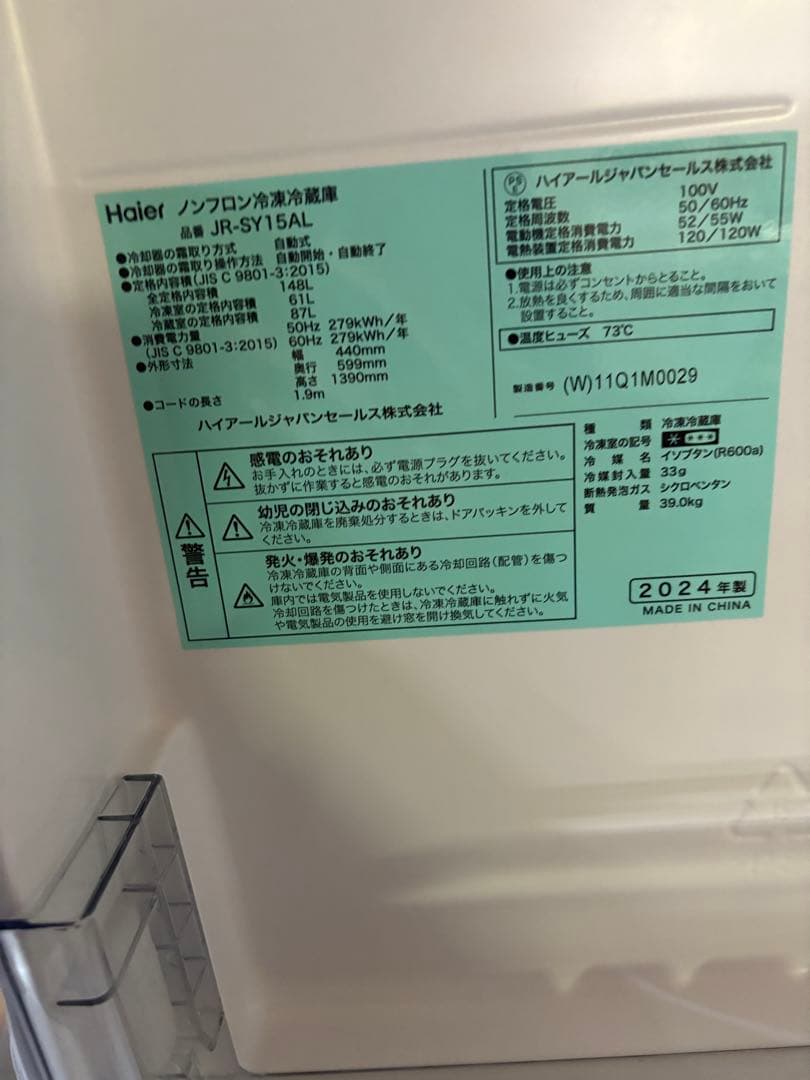 Haier ノンフロン冷凍冷蔵庫
品番 JR-SY15AL
●冷却器の霜取り方式 自動式
●冷却器の霜取り操作方法 自動開始・自動終了
●定格内容積(JIS C 9801-3:2015)
全定格内容積 148L
冷凍室の定格内容積 61L
冷蔵室の定格内容積 87L
●消費電力量 50Hz 279kWh/年
(JIS C 9801-3:2015) 60Hz 279kWh/年
●外形寸法 幅 440mm
奥行 599mm
高さ 1390mm
●コードの長さ 1.9m
ハイアールジャパンセールス株式会社
PS
E ハイアールジャパンセールス株式会社
定格電圧 100V
定格周波数 50/60Hz
電動機定格消費電力 52/55W
電熱装置定格消費電力 120/120W
●使用上の注意
1.電源は必ずコンセントからとること。
2.放熱を良くするため、周囲に適当な間隔をおいて
設置すること。
●温度ヒューズ 73℃
製造番号 (W)11Q1M0029
警告
感電のおそれあり
お手入れのときには、必ず電源プラグを抜いてください。
抜かずに作業すると感電のおそれがあります。
幼児の閉じ込みのおそれあり
冷凍冷蔵庫を廃棄処分するときは、ドアパッキンを外して
ください。
発火・爆発のおそれあり
冷凍冷蔵庫の背面や側面にある冷却回路(配管)を傷つ
けないでください。
庫内では電気製品を使用しないでください。
冷却回路を傷つけたときは、冷凍冷蔵庫に触れずに火気
や電気製品の使用を避け窓を開け換気してください。
種類 冷凍冷蔵庫
冷凍室の記号
冷媒名 イソブタン(R600a)
冷媒封入量 33g
断熱発泡ガス シクロペンタン
質量 39.0kg
2024年製
MADE IN CHINA